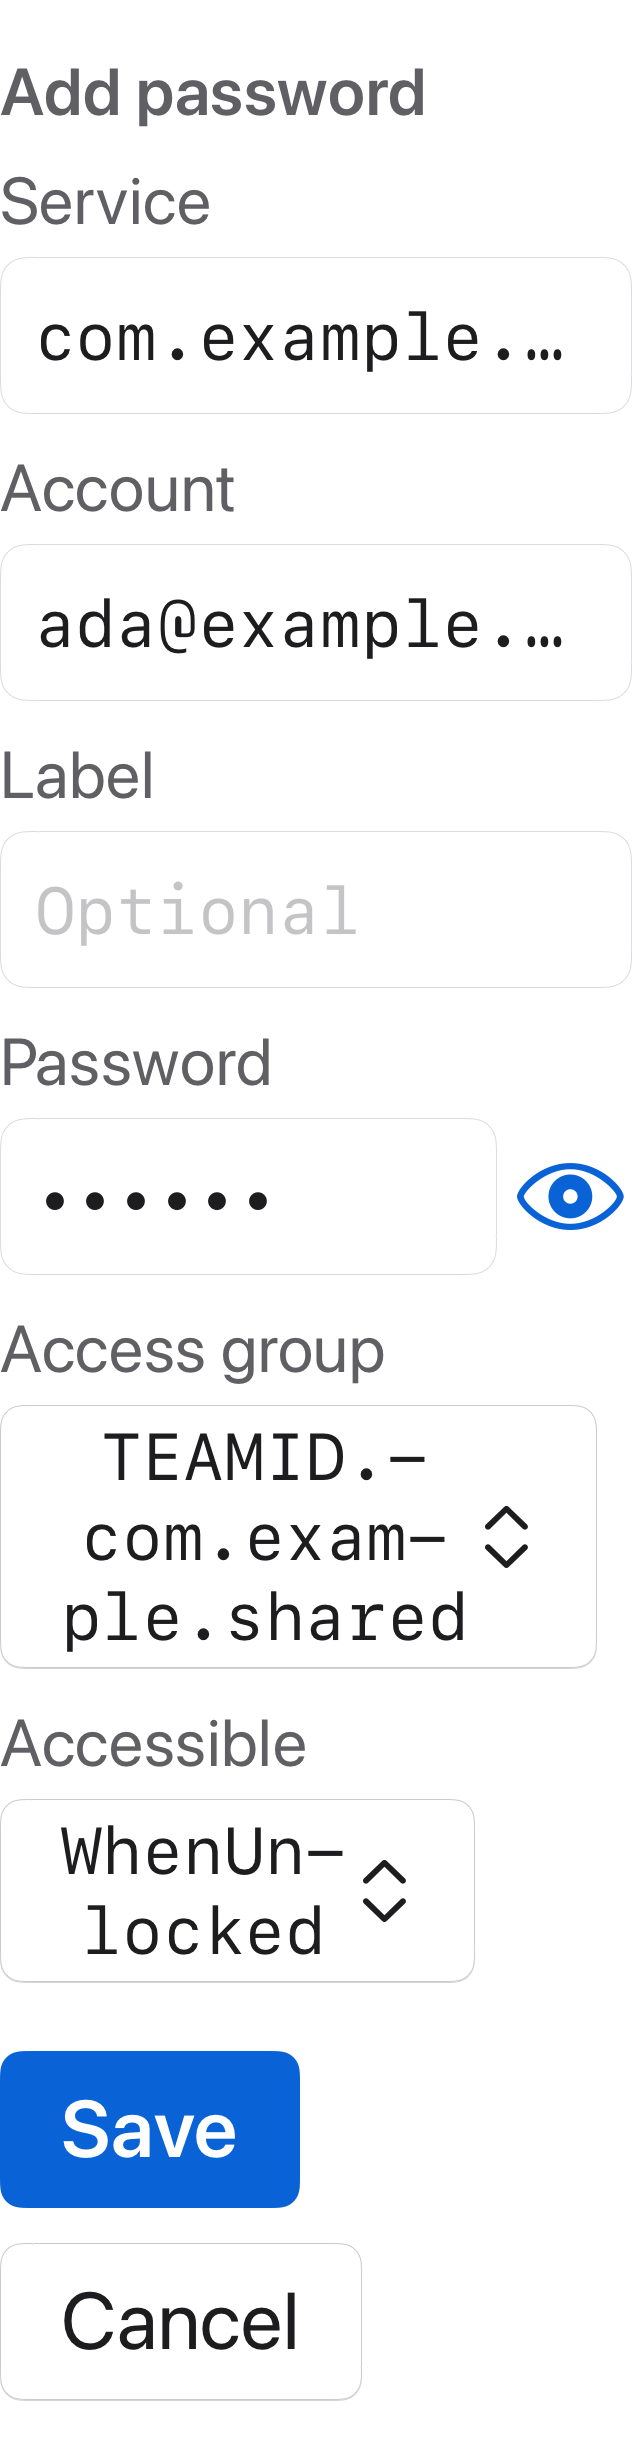 Add password
Service
com.example.…
Account
ada@example.…
Label
Optional
Password
••••••
Access group
TEAMID.-
com.exam-
ple.shared
Accessible
WhenUn-
locked
Save
Cancel